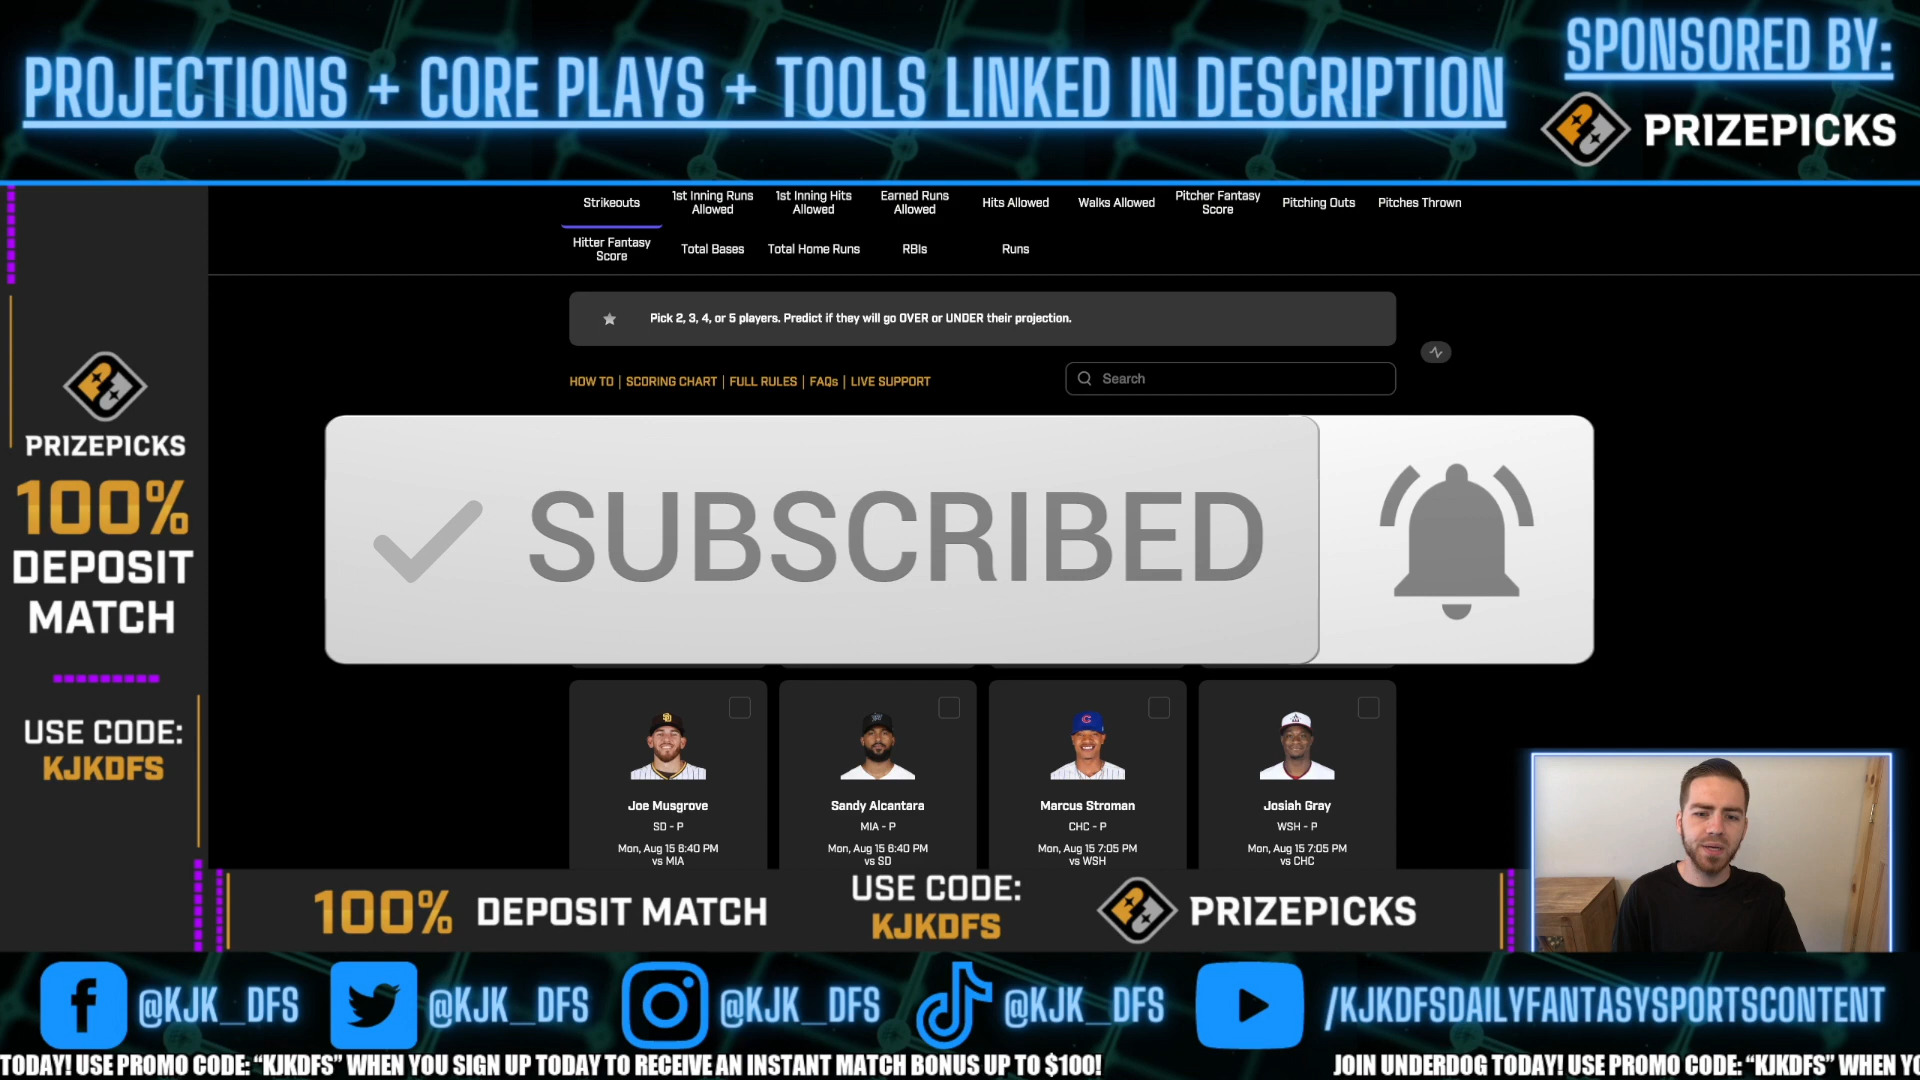 PROJECTIONS + CORE PLAYS + TOOLS LINKED IN DESCRIPTION
SPONSORED BY:
PRIZEPICKS
Strikeouts
1st Inning Runs
Allowed
1st Inning Hits
Allowed
Earned Runs
Allowed
Hits Allowed
Walks Allowed
Pitcher Fantasy
Score
Pitching Outs
Pitches Thrown
Hitter Fantasy
Score
Total Bases
Total Home Runs
RBIs
Runs
Pick 2, 3, 4, or 5 players. Predict if they will go OVER or UNDER their projection.
HOW TO | SCORING CHART | FULL RULES | FAQs | LIVE SUPPORT
Search
PRIZEPICKS
100%
DEPOSIT
MATCH
USE CODE:
KJKDFS
SUBSCRIBED
Joe Musgrove
SD - P
Mon, Aug 15 8:40 PM
vs MIA
Sandy Alcantara
MIA - P
Mon, Aug 15 8:40 PM
vs SD
Marcus Stroman
CHC - P
Mon, Aug 15 7:05 PM
vs WSH
Josiah Gray
WSH - P
Mon, Aug 15 7:05 PM
vs CHC
100% DEPOSIT MATCH
USE CODE:
KJKDFS
PRIZEPICKS
@KJK_DFS
@KJK_DFS
@KJK_DFS
@KJK_DFS
/KJKDFSDAILYFANTASYSPORTSCONTENT
TODAY! USE PROMO CODE: "KJKDFS" WHEN YOU SIGN UP TODAY TO RECEIVE AN INSTANT MATCH BONUS UP TO $100!
JOIN UNDERDOG TODAY! USE PROMO CODE: "KJKDFS" WHEN